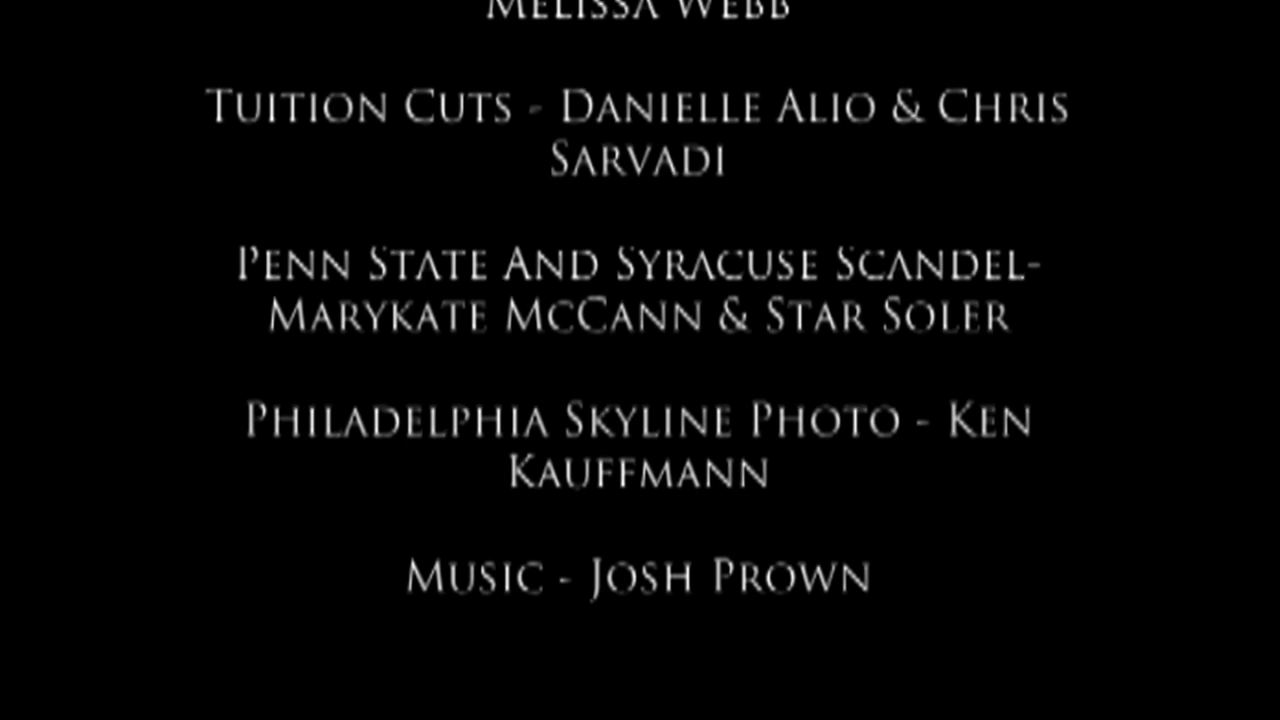 Melissa Webb
Tuition Cuts - Danielle Alio & Chris
Sarvadi
Penn State And Syracuse Scandel-
Marykate McCann & Star Soler
Philadelphia Skyline Photo - Ken
Kauffmann
Music - Josh Prown